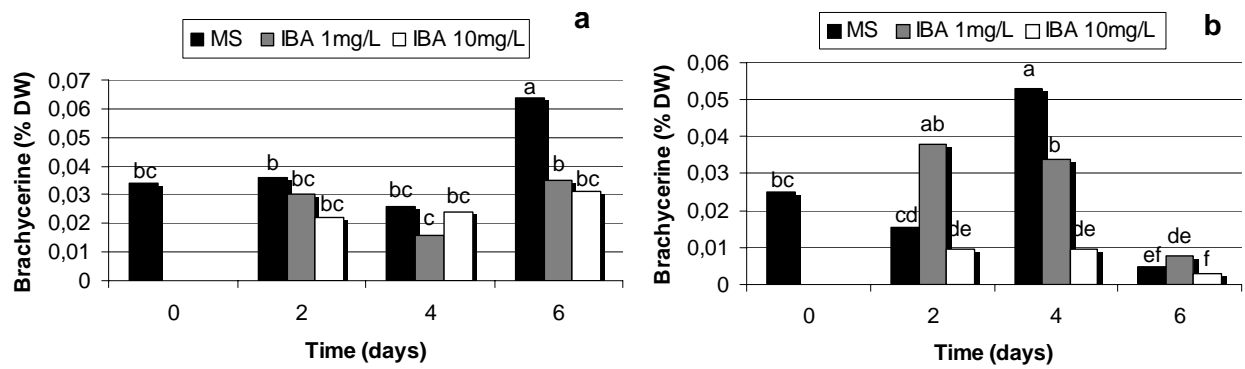 a
MS IBA 1mg/L IBA 10mg/L
Brachycerine (% DW)
0,07
0,06
0,05
0,04
0,03
0,02
0,01
0
bc
b bc bc
bc c bc
a b bc
0 2 4 6
Time (days)
b
MS IBA 1mg/L IBA 10mg/L
Brachycerine (% DW)
0,06
0,05
0,04
0,03
0,02
0,01
0
bc
cd ab de
a b de
ef de f
0 2 4 6
Time (days)